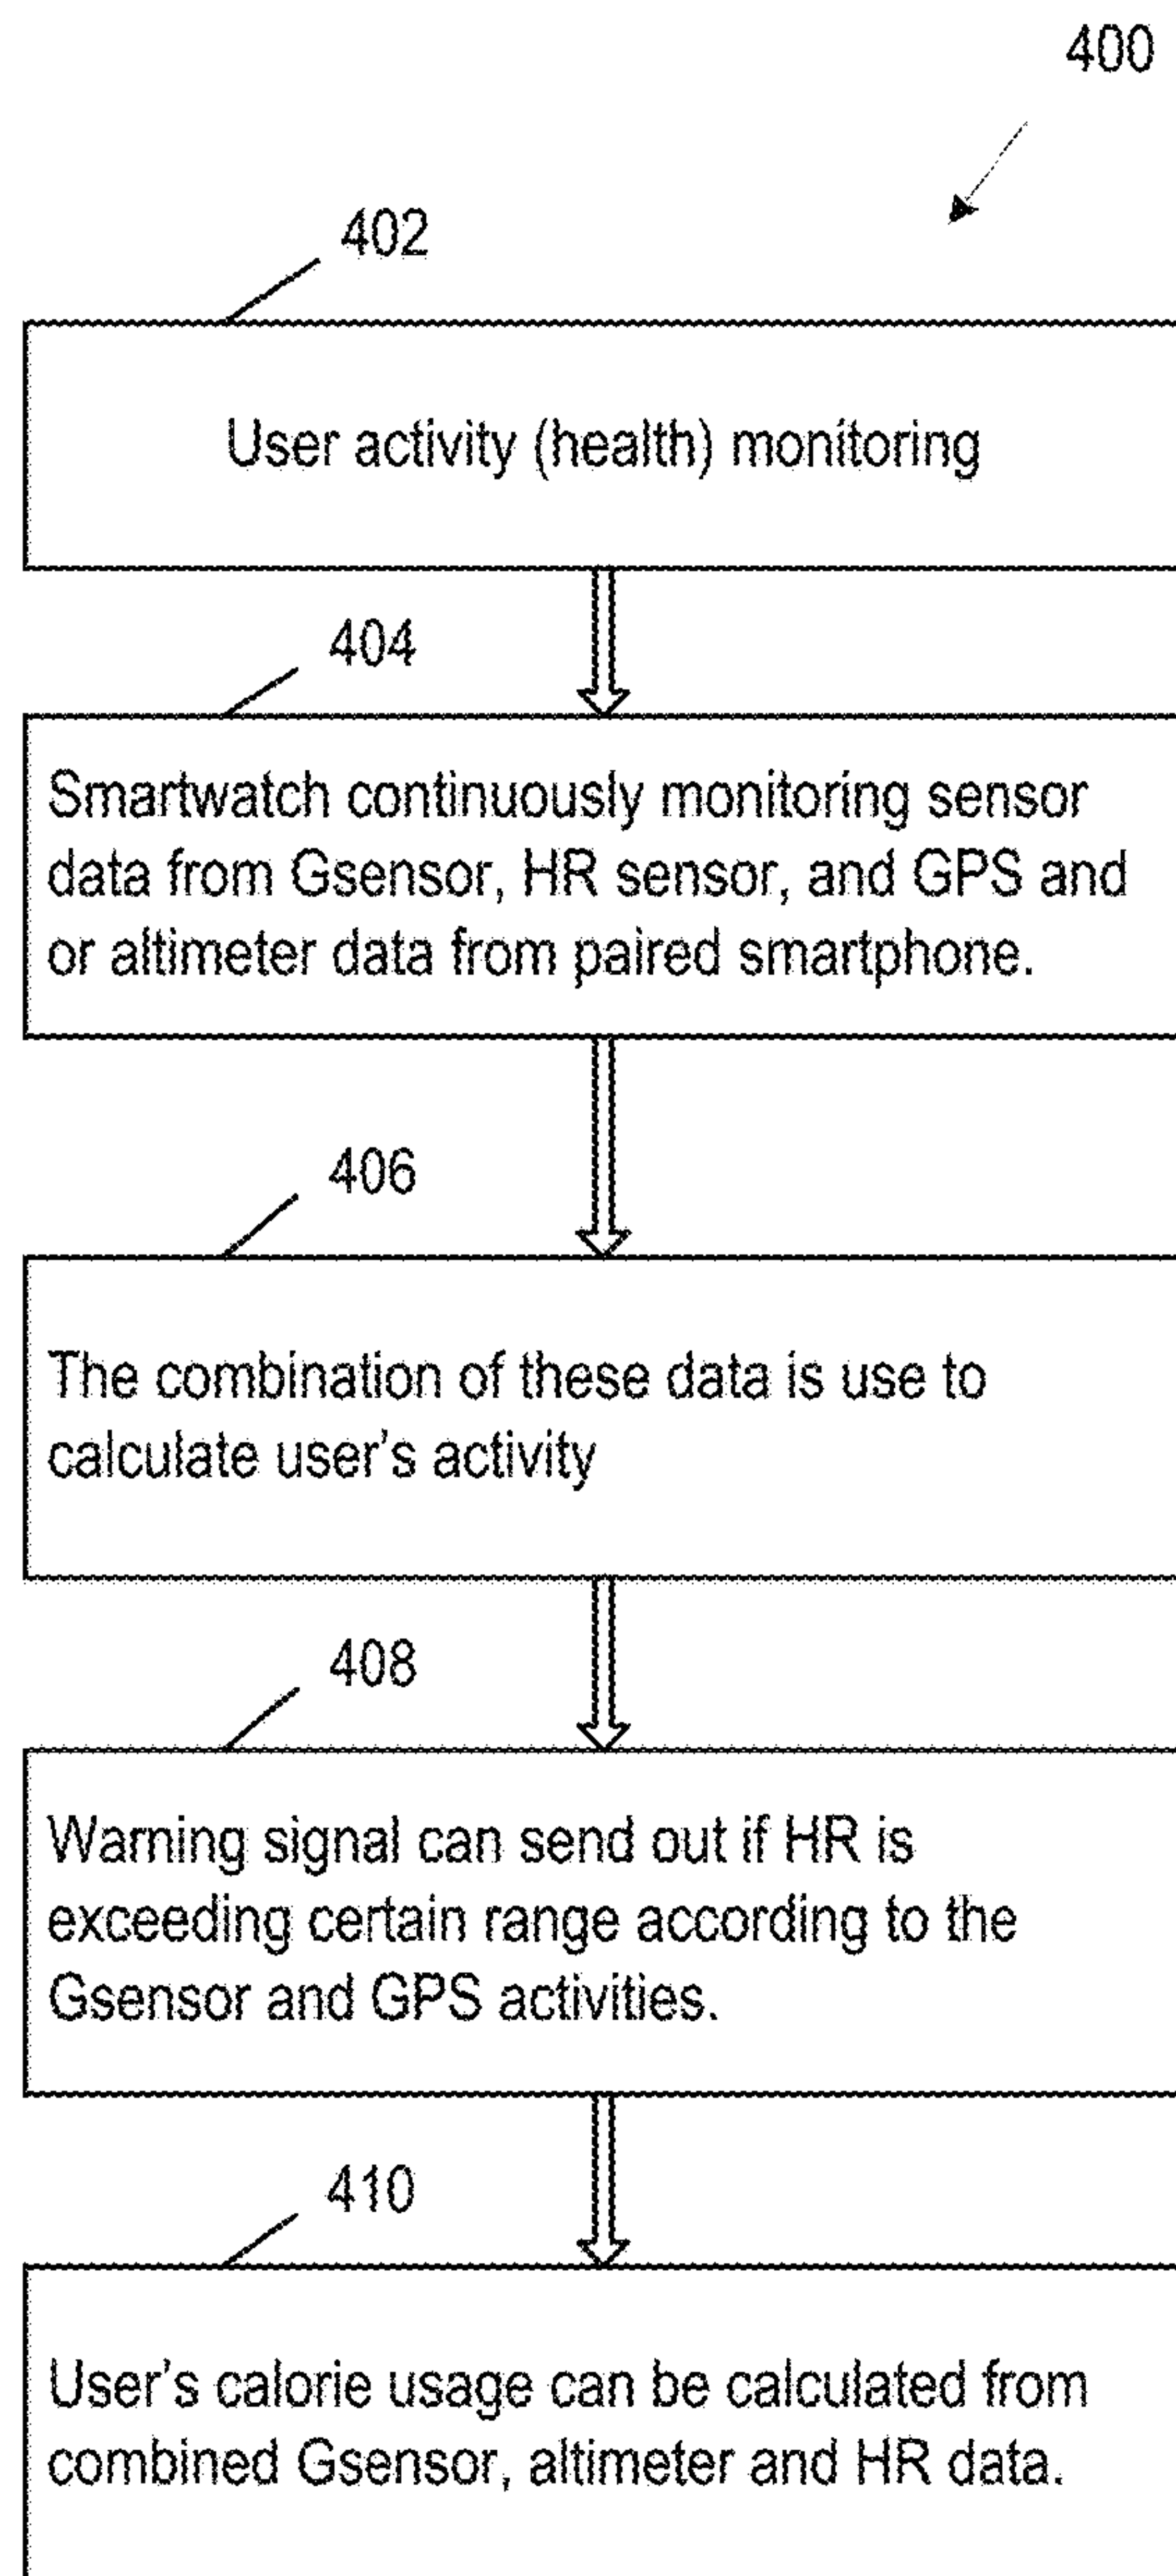 400
402
User activity (health) monitoring
404
Smartwatch continuously monitoring sensor
data from Gsensor, HR sensor, and GPS and
or altimeter data from paired smartphone.
406
The combination of these data is use to
calculate user's activity
408
Warning signal can send out if HR is
exceeding certain range according to the
Gsensor and GPS activities.
410
User's calorie usage can be calculated from
combined Gsensor, altimeter and HR data.